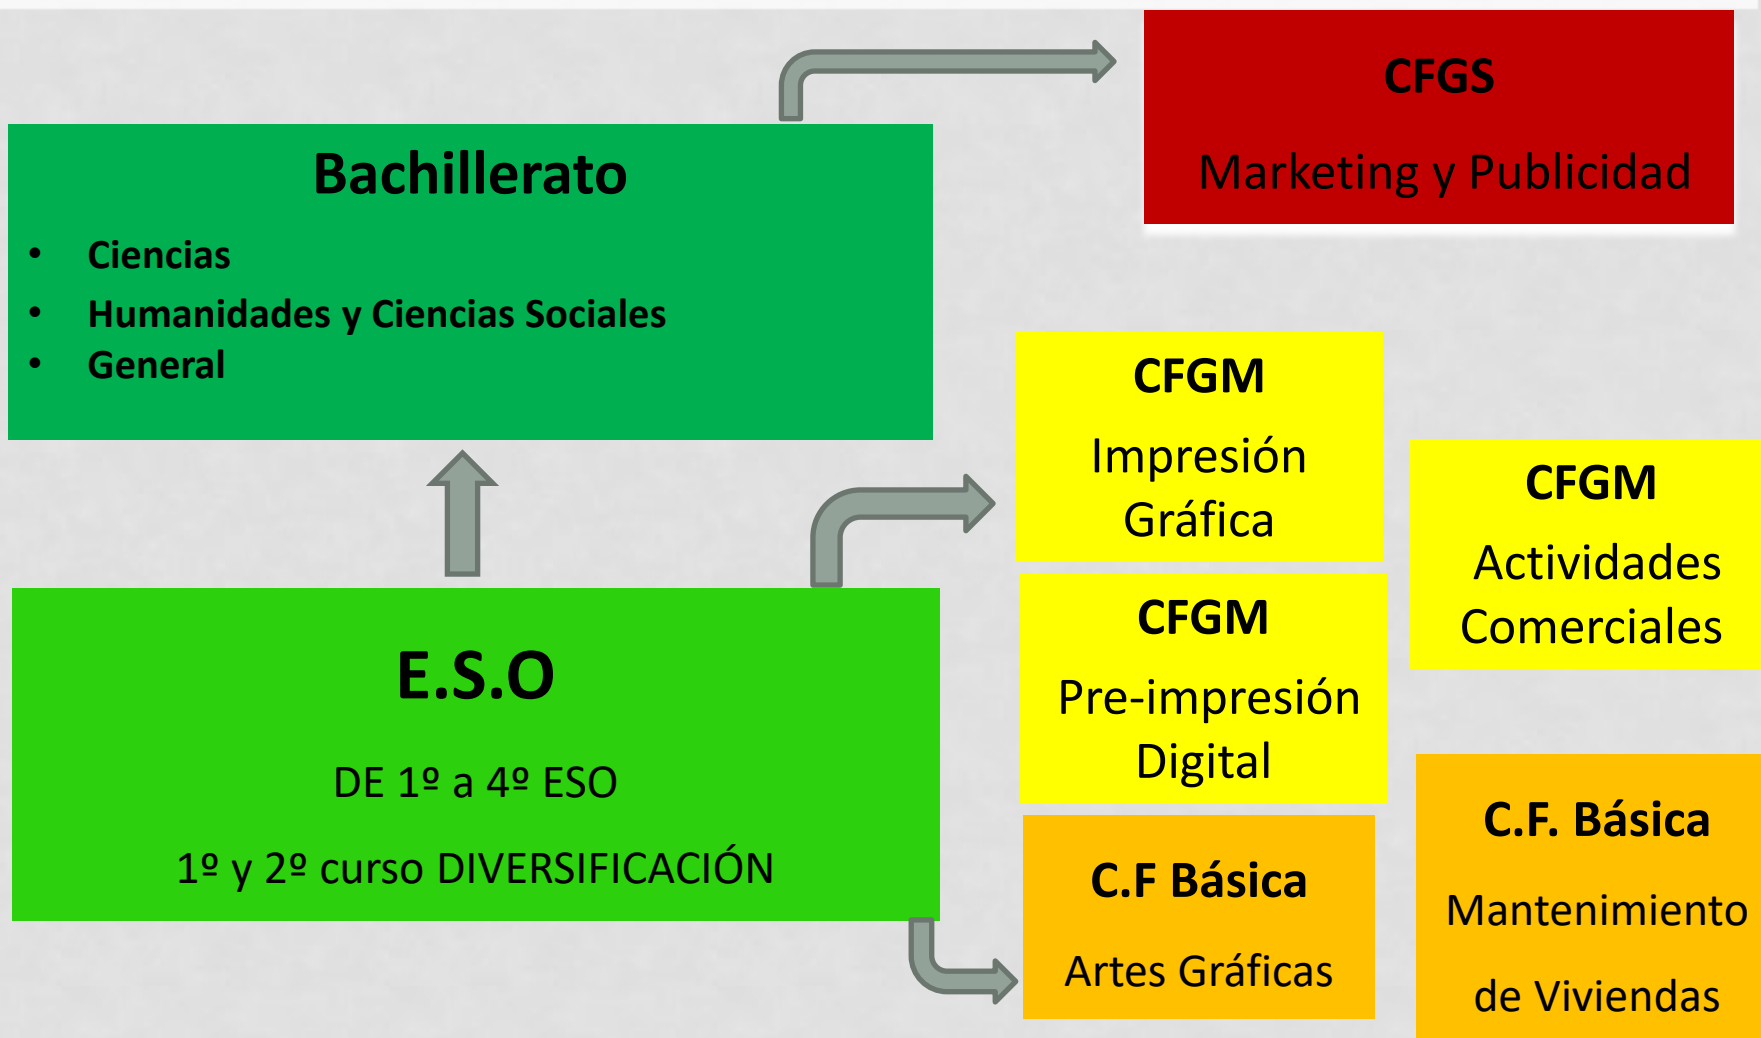 CFGS
Marketing y Publicidad
Bachillerato
• Ciencias
• Humanidades y Ciencias Sociales
• General
CFGM
Impresión
Gráfica
CFGM
Actividades
Comerciales
E.S.O
DE 1º a 4º ESO
1º y 2º curso DIVERSIFICACIÓN
CFGM
Pre-impresión
Digital
C.F Básica
Artes Gráficas
C.F. Básica
Mantenimiento
de Viviendas